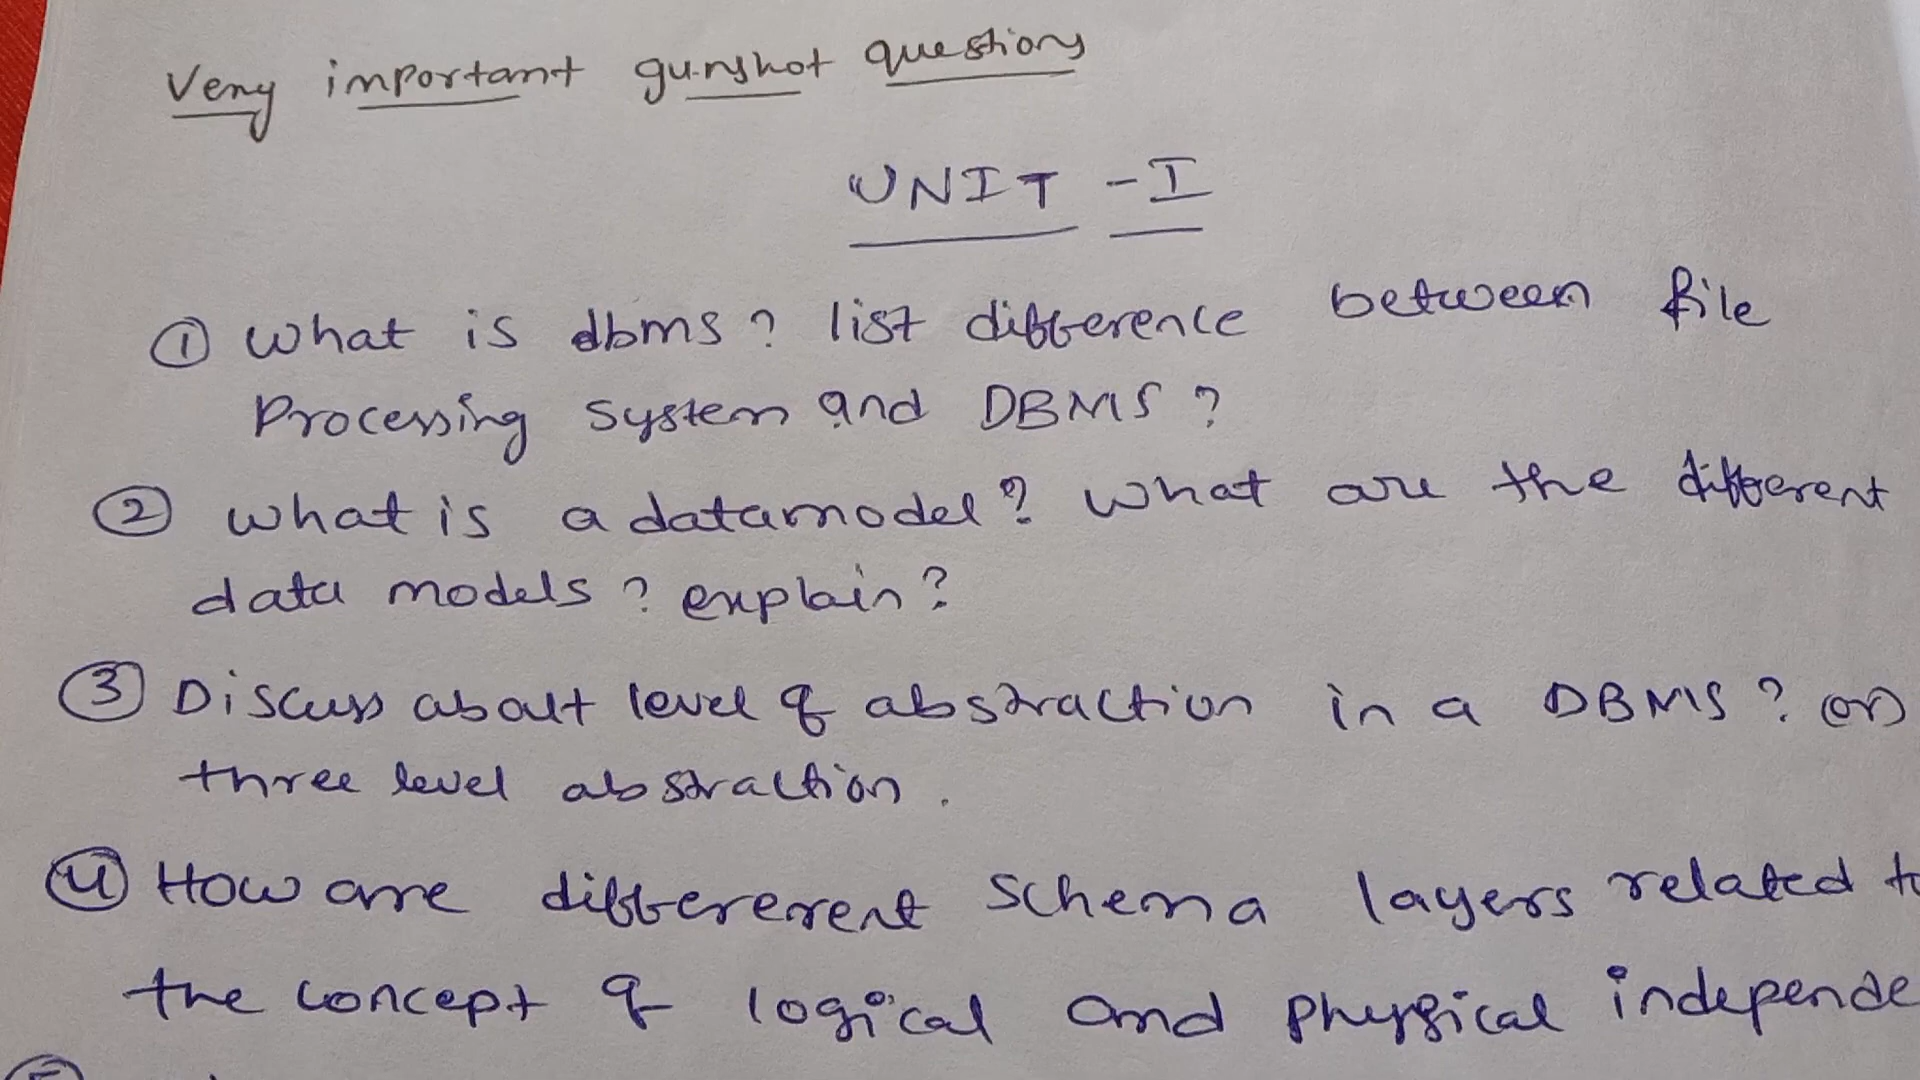 Very important gunshot questions
UNIT - I
① What is dbms? list difference between file
Processing system and DBMS?
② what is a datamodel? what are the different
data models? explain?
③ Discuss about level of abstraction in a DBMS? (or)
three level abstraction.
④ How are differerent schema layers related to
the concept of logical and physical independe
⑤